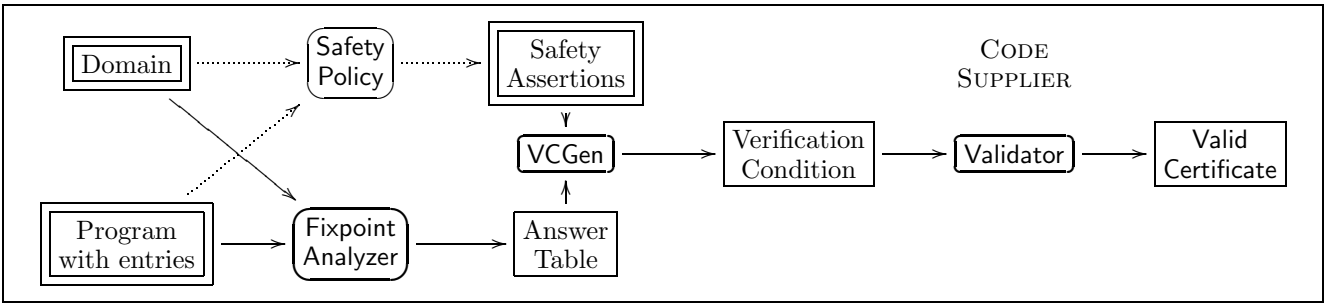 Domain
Safety
Policy
Safety
Assertions
CODE
SUPPLIER
VCGen
Verification
Condition
Validator
Valid
Certificate
Program
with entries
Fixpoint
Analyzer
Answer
Table